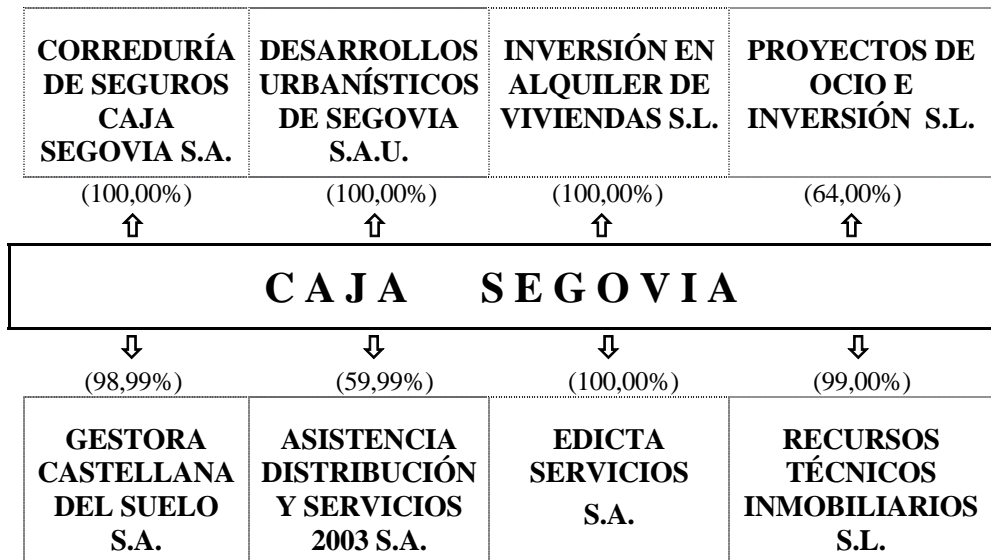 CORREDURÍA
DE SEGUROS
CAJA
SEGOVIA S.A.
DESARROLLOS
URBANÍSTICOS
DE SEGOVIA
S.A.U.
INVERSIÓN EN
ALQUILER DE
VIVIENDAS S.L.
PROYECTOS DE
OCIO E
INVERSIÓN S.L.
(100,00%)
(100,00%)
(100,00%)
(64,00%)
CAJA SEGOVIA
(98,99%)
(59,99%)
(100,00%)
(99,00%)
GESTORA
CASTELLANA
DEL SUELO
S.A.
ASISTENCIA
DISTRIBUCIÓN
Y SERVICIOS
2003 S.A.
EDICTA
SERVICIOS
S.A.
RECURSOS
TÉCNICOS
INMOBILIARIOS
S.L.